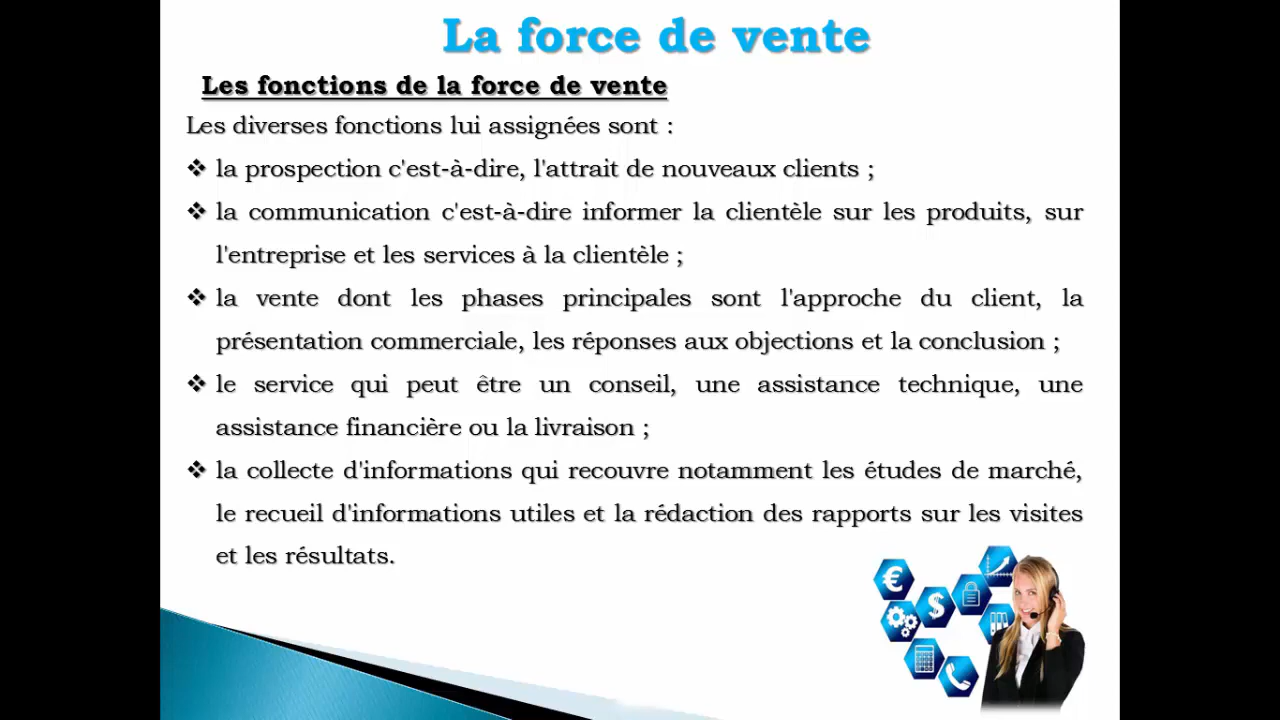 La force de vente
Les fonctions de la force de vente
Les diverses fonctions lui assignées sont :
❖ la prospection c'est-à-dire, l'attrait de nouveaux clients ;
❖ la communication c'est-à-dire informer la clientèle sur les produits, sur
l'entreprise et les services à la clientèle ;
❖ la vente dont les phases principales sont l'approche du client, la
présentation commerciale, les réponses aux objections et la conclusion ;
❖ le service qui peut être un conseil, une assistance technique, une
assistance financière ou la livraison ;
❖ la collecte d'informations qui recouvre notamment les études de marché,
le recueil d'informations utiles et la rédaction des rapports sur les visites
et les résultats.